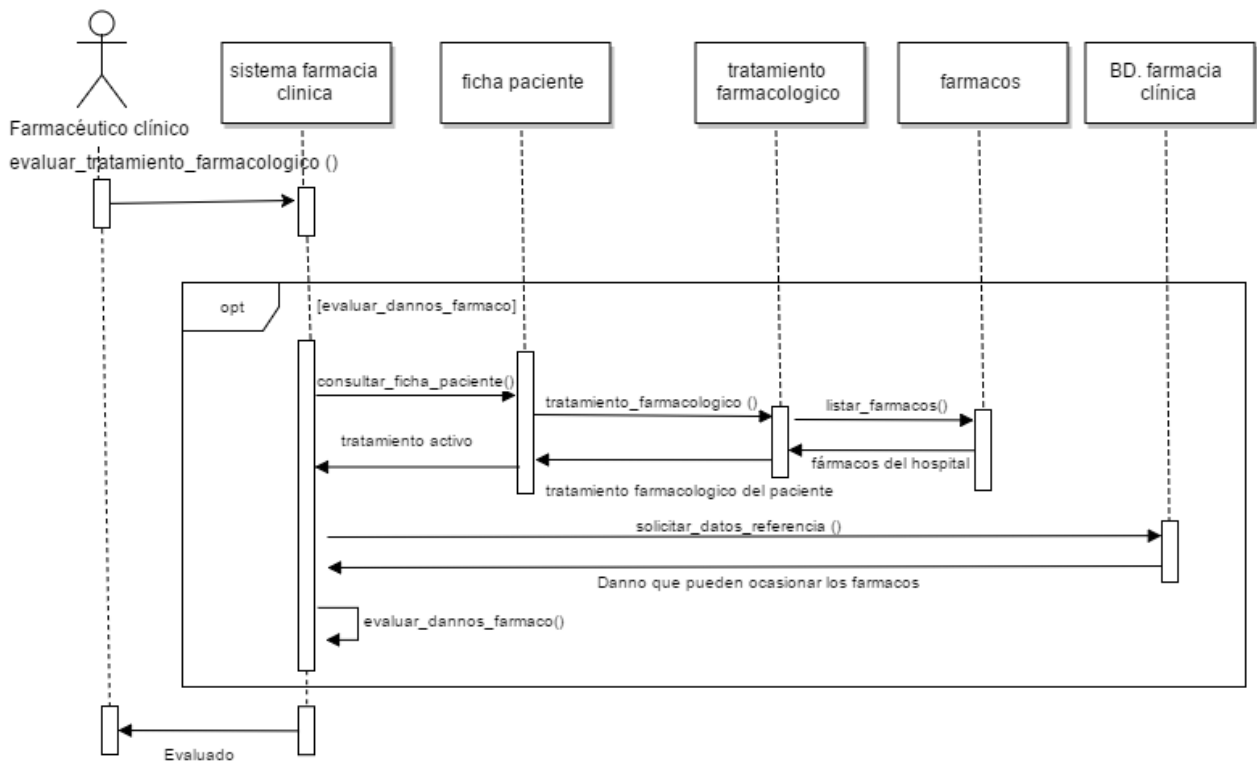 sistema farmacia
clinica
ficha paciente
tratamiento
farmacologico
farmacos
BD. farmacia
clínica
Farmacéutico clínico
evaluar_tratamiento_farmacologico ()
opt
[evaluar_dannos_farmaco]
consultar_ficha_paciente()
tratamiento_farmacologico ()
listar_farmacos()
tratamiento activo
fármacos del hospital
tratamiento farmacologico del paciente
solicitar_datos_referencia ()
Danno que pueden ocasionar los farmacos
evaluar_dannos_farmaco()
Evaluado